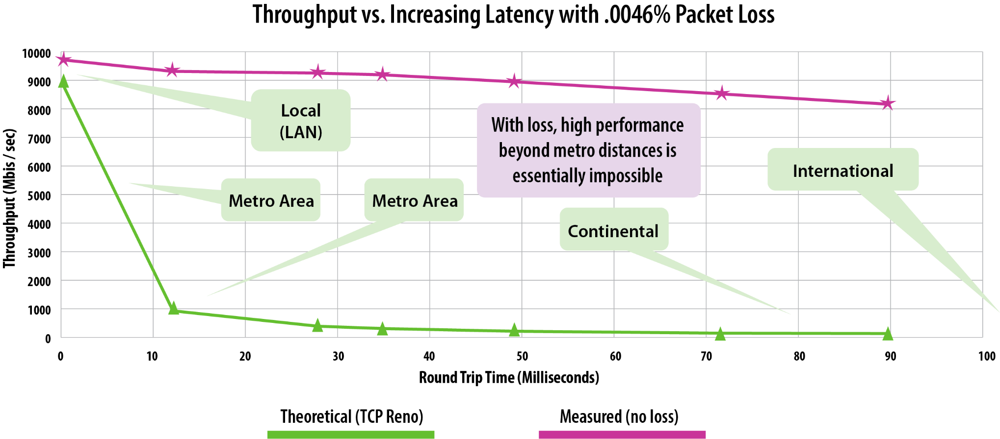 Throughput vs. Increasing Latency with .0046% Packet Loss
Throughput (Mbis / sec)
10000
9000
8000
7000
6000
5000
4000
3000
2000
1000
0
Local
(LAN)
With loss, high performance
beyond metro distances is
essentially impossible
International
Metro Area
Metro Area
Continental
0
10
20
30
40
50
60
70
80
90
100
Round Trip Time (Milliseconds)
Theoretical (TCP Reno)
Measured (no loss)